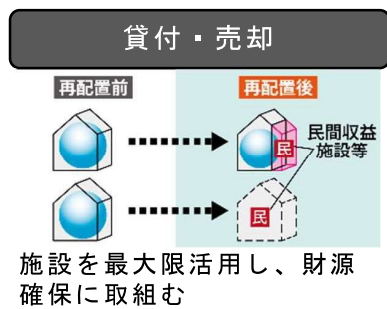 貸付・売却
再配置前
再配置後
民間収益
施設等
民
民
施設を最大限活用し、財源
確保に取組む